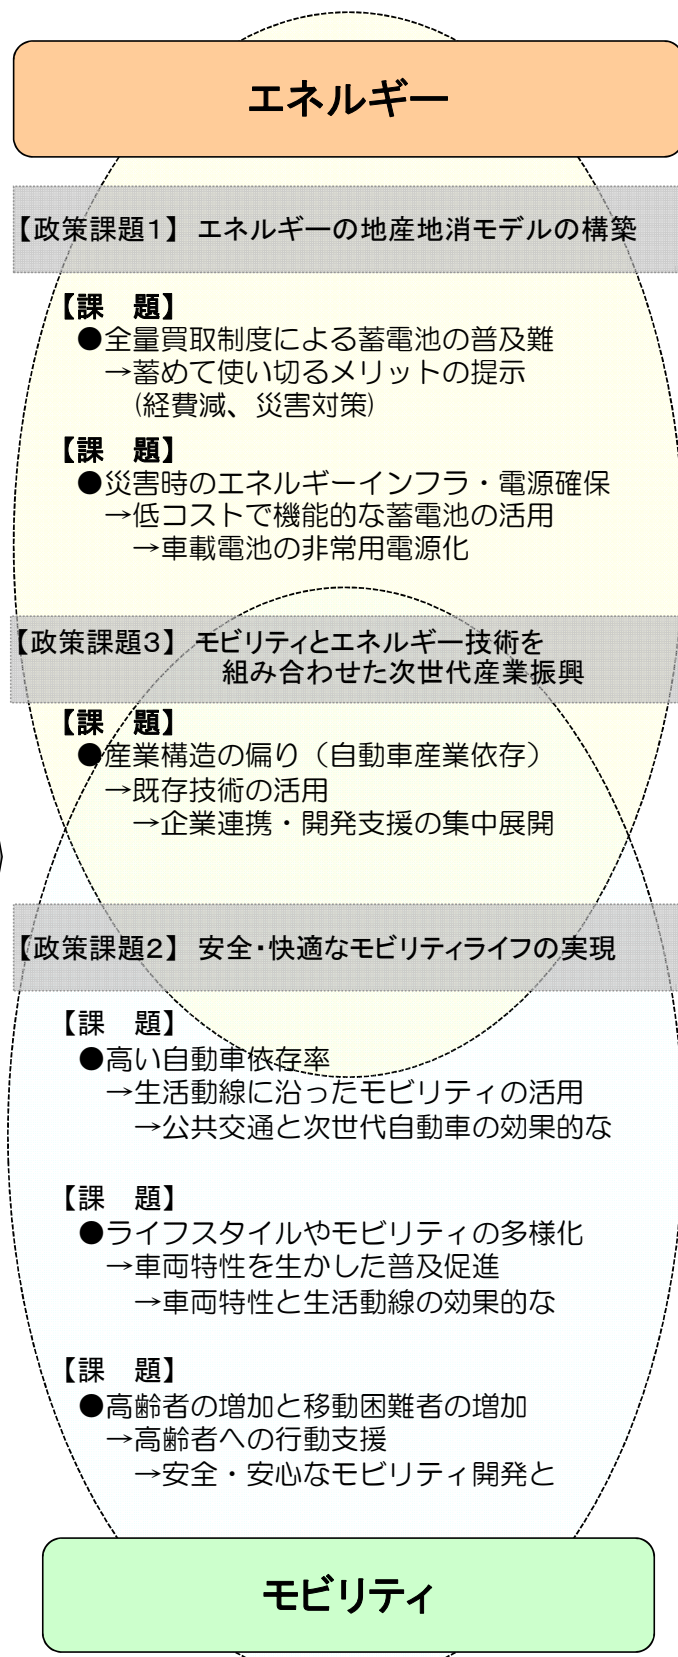 エネルギー
【政策課題1】 エネルギーの地産地消モデルの構築
【課　題】
●全量買取制度による蓄電池の普及難
→蓄めて使い切るメリットの提示
(経費減、災害対策)
【課　題】
●災害時のエネルギーインフラ・電源確保
→低コストで機能的な蓄電池の活用
→車載電池の非常用電源化
【政策課題3】 モビリティとエネルギー技術を
組み合わせた次世代産業振興
【課　題】
●産業構造の偏り（自動車産業依存）
→既存技術の活用
→企業連携・開発支援の集中展開
【政策課題2】 安全・快適なモビリティライフの実現
【課　題】
●高い自動車依存率
→生活動線に沿ったモビリティの活用
→公共交通と次世代自動車の効果的な
【課　題】
●ライフスタイルやモビリティの多様化
→車両特性を生かした普及促進
→車両特性と生活動線の効果的な
【課　題】
●高齢者の増加と移動困難者の増加
→高齢者への行動支援
→安全・安心なモビリティ開発と
モビリティ